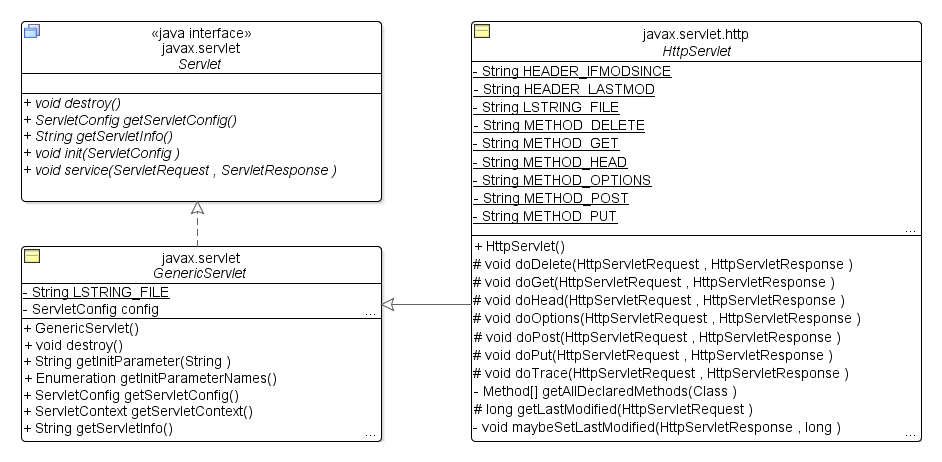 «java interface»
javax.servlet
Servlet
+ void destroy()
+ ServletConfig getServletConfig()
+ String getServletInfo()
+ void init(ServletConfig )
+ void service(ServletRequest , ServletResponse )
javax.servlet
GenericServlet
- String LSTRING_FILE
- ServletConfig config
...
+ GenericServlet()
+ void destroy()
+ String getInitParameter(String )
+ Enumeration getInitParameterNames()
+ ServletConfig getServletConfig()
+ ServletContext getServletContext()
+ String getServletInfo()
...
javax.servlet.http
HttpServlet
- String HEADER_IFMODSINCE
- String HEADER_LASTMOD
- String LSTRING_FILE
- String METHOD_DELETE
- String METHOD_GET
- String METHOD_HEAD
- String METHOD_OPTIONS
- String METHOD_POST
- String METHOD_PUT
...
+ HttpServlet()
# void doDelete(HttpServletRequest , HttpServletResponse )
# void doGet(HttpServletRequest , HttpServletResponse )
# void doHead(HttpServletRequest , HttpServletResponse )
# void doOptions(HttpServletRequest , HttpServletResponse )
# void doPost(HttpServletRequest , HttpServletResponse )
# void doPut(HttpServletRequest , HttpServletResponse )
# void doTrace(HttpServletRequest , HttpServletResponse )
- Method[] getAllDeclaredMethods(Class )
# long getLastModified(HttpServletRequest )
- void maybeSetLastModified(HttpServletResponse , long )
...